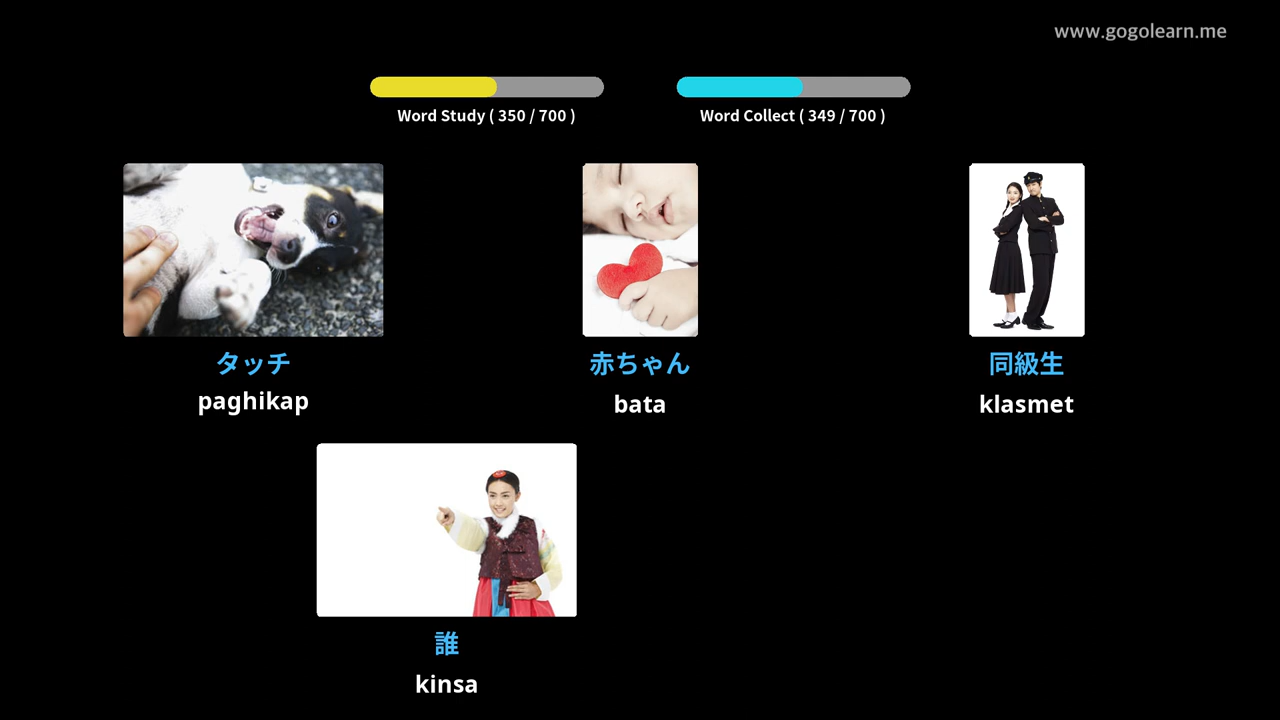 www.gogolearn.me
Word Study ( 350 / 700 )
Word Collect ( 349 / 700 )
タッチ
paghikap
赤ちゃん
bata
同級生
klasmet
誰
kinsa